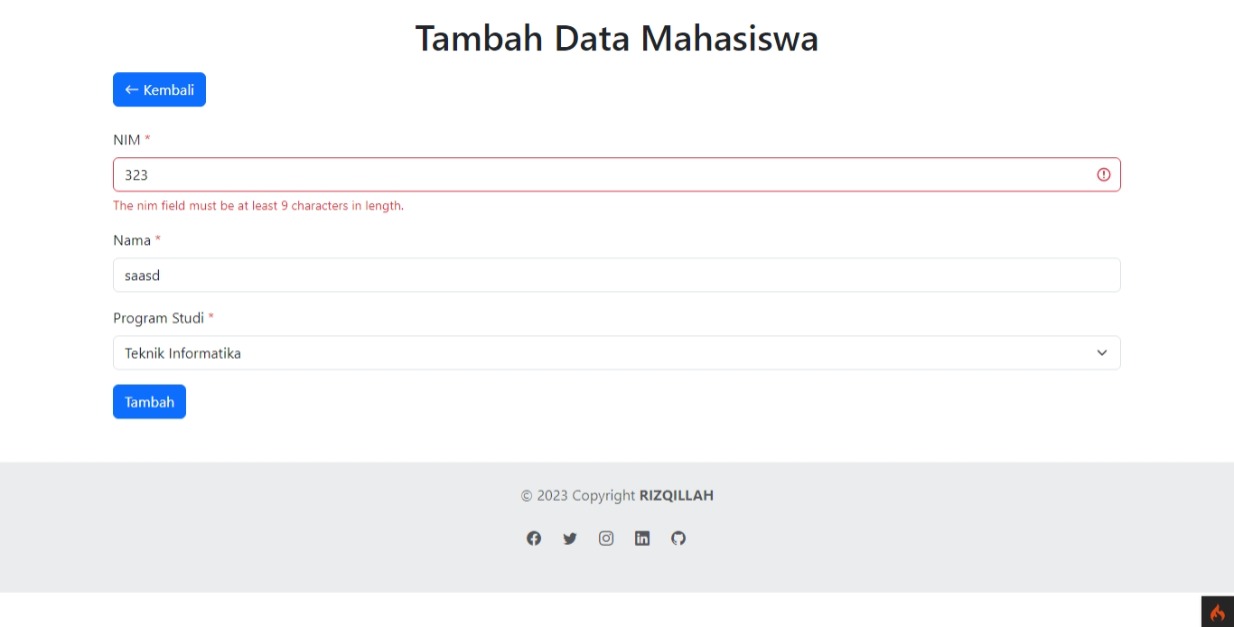 Tambah Data Mahasiswa
← Kembali
NIM *
323
The nim field must be at least 9 characters in length.
Nama *
saasd
Program Studi *
Teknik Informatika
Tambah
© 2023 Copyright RIZQILLAH